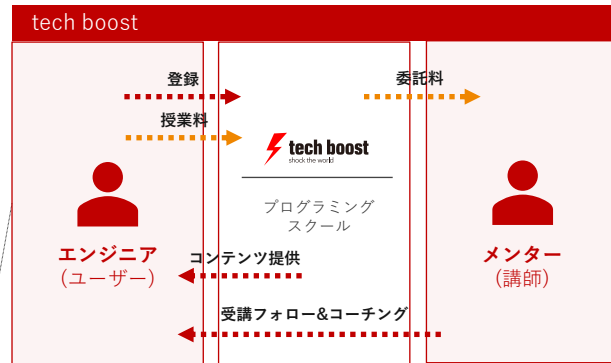 tech boost
登録
委託料
授業料
tech boost
shock the world
プログラミング
スクール
エンジニア
(ユーザー)
メンター
(講師)
コンテンツ提供
受講フォロー&コーチング